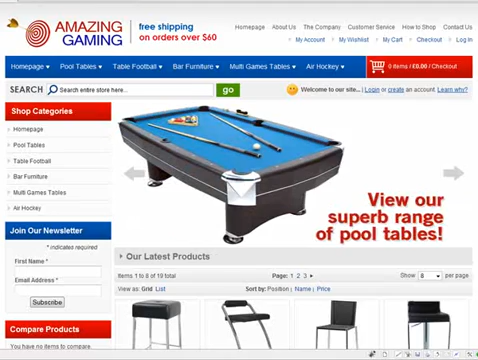 AMAZING
GAMING
free shipping
on orders over $60
Homepage About Us The Company Customer Service How to Shop Contact Us
My Account My Wishlist My Cart Checkout Log In
Homepage Pool Tables Table Football Bar Furniture Multi Games Tables Air Hockey
0 items / £0.00 / Checkout
SEARCH Search entire store here... go
Welcome to our site. | Login or create an account. Learn why?
Shop Categories
Homepage
Pool Tables
Table Football
Bar Furniture
Multi Games Tables
Air Hockey
View our
superb range
of pool tables!
Join Our Newsletter
* indicates required
First Name *
Email Address *
Subscribe
Compare Products
You have no items to compare.
Our Latest Products
Items 1 to 8 of 19 total Page: 1 2 3 Show 8 per page
View as: Grid List Sort by: Position | Name | Price